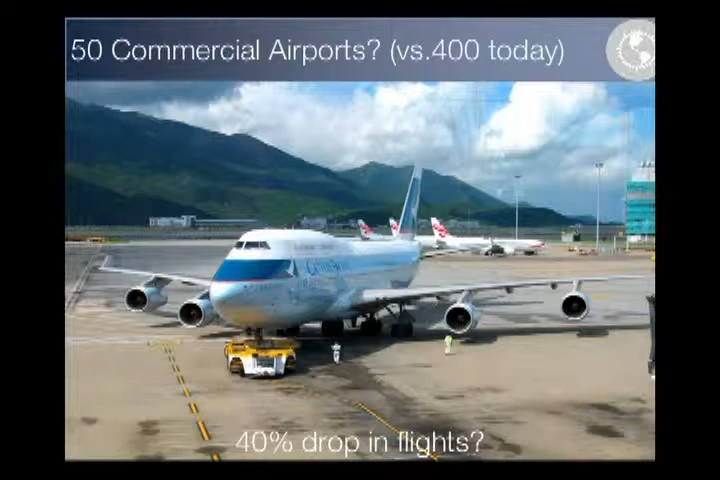 50 Commercial Airports? (vs.400 today)
40% drop in flights?